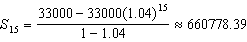 S₁₅ = (33000 − 33000(1.04)¹⁵)/(1 − 1.04) ≈ 660778.39